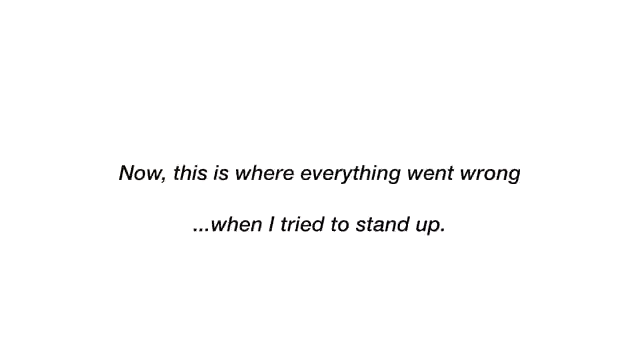 Now, this is where everything went wrong
...when I tried to stand up.